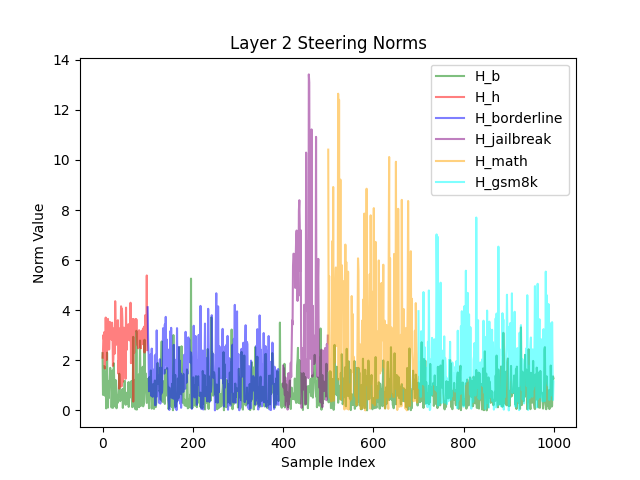 Layer 2 Steering Norms
14
12
10
8
6
4
2
0
Norm Value
H_b
H_h
H_borderline
H_jailbreak
H_math
H_gsm8k
0 200 400 600 800 1000
Sample Index